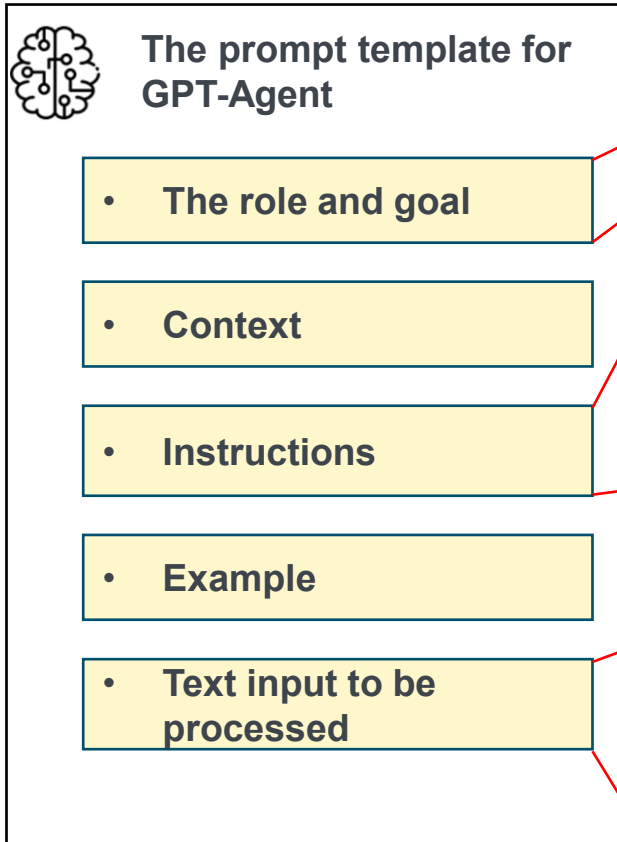 The prompt template for
GPT-Agent
• The role and goal
• Context
• Instructions
• Example
• Text input to be
processed